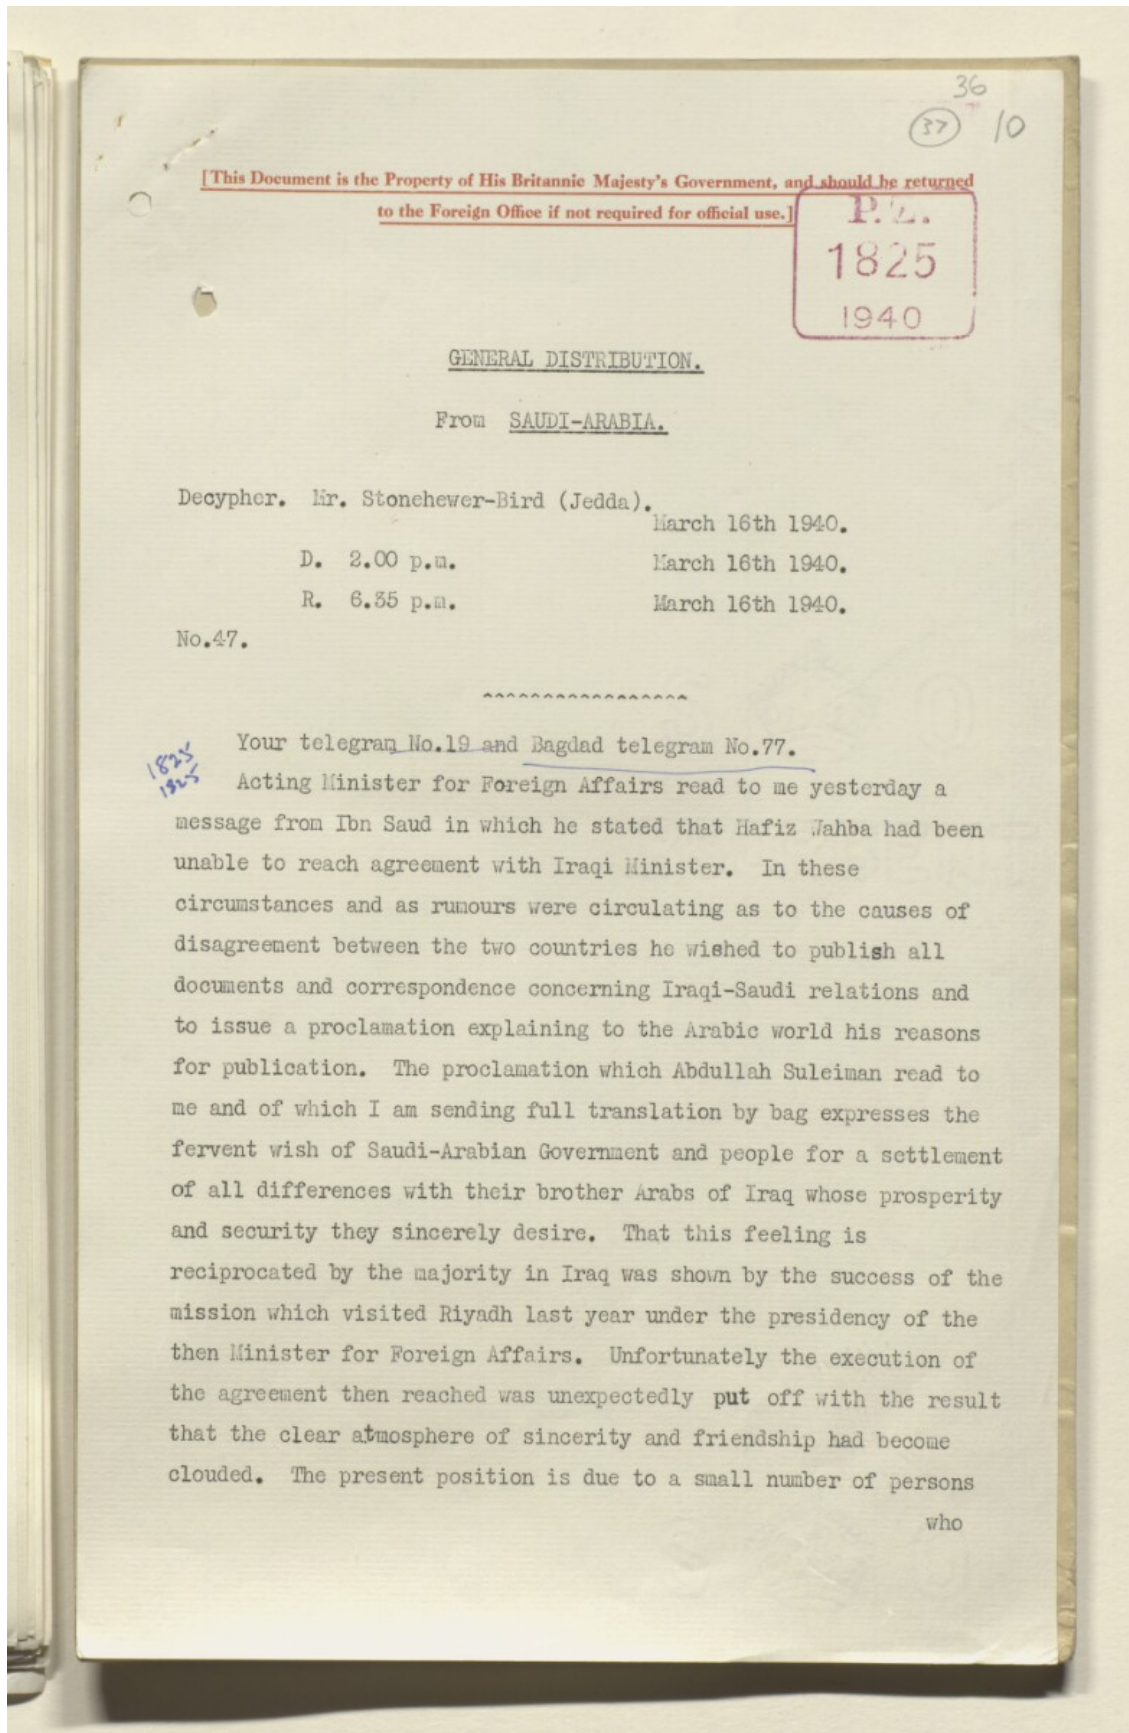 36
37 10
[This Document is the Property of His Britannic Majesty's Government, and should be returned
to the Foreign Office if not required for official use.]
P.Z.
1825
1940
GENERAL DISTRIBUTION.
From SAUDI-ARABIA.
Decypher. Mr. Stonehewer-Bird (Jedda).
March 16th 1940.
D. 2.00 p.m. March 16th 1940.
R. 6.35 p.m. March 16th 1940.
No.47.
^^^^^^^^^^^^^^^^^
Your telegram No.19 and Bagdad telegram No.77.
1825
1825
Acting Minister for Foreign Affairs read to me yesterday a
message from Ibn Saud in which he stated that Hafiz Wahba had been
unable to reach agreement with Iraqi Minister. In these
circumstances and as rumours were circulating as to the causes of
disagreement between the two countries he wished to publish all
documents and correspondence concerning Iraqi-Saudi relations and
to issue a proclamation explaining to the Arabic world his reasons
for publication. The proclamation which Abdullah Suleiman read to
me and of which I am sending full translation by bag expresses the
fervent wish of Saudi-Arabian Government and people for a settlement
of all differences with their brother Arabs of Iraq whose prosperity
and security they sincerely desire. That this feeling is
reciprocated by the majority in Iraq was shown by the success of the
mission which visited Riyadh last year under the presidency of the
then Minister for Foreign Affairs. Unfortunately the execution of
the agreement then reached was unexpectedly put off with the result
that the clear atmosphere of sincerity and friendship had become
clouded. The present position is due to a small number of persons
who